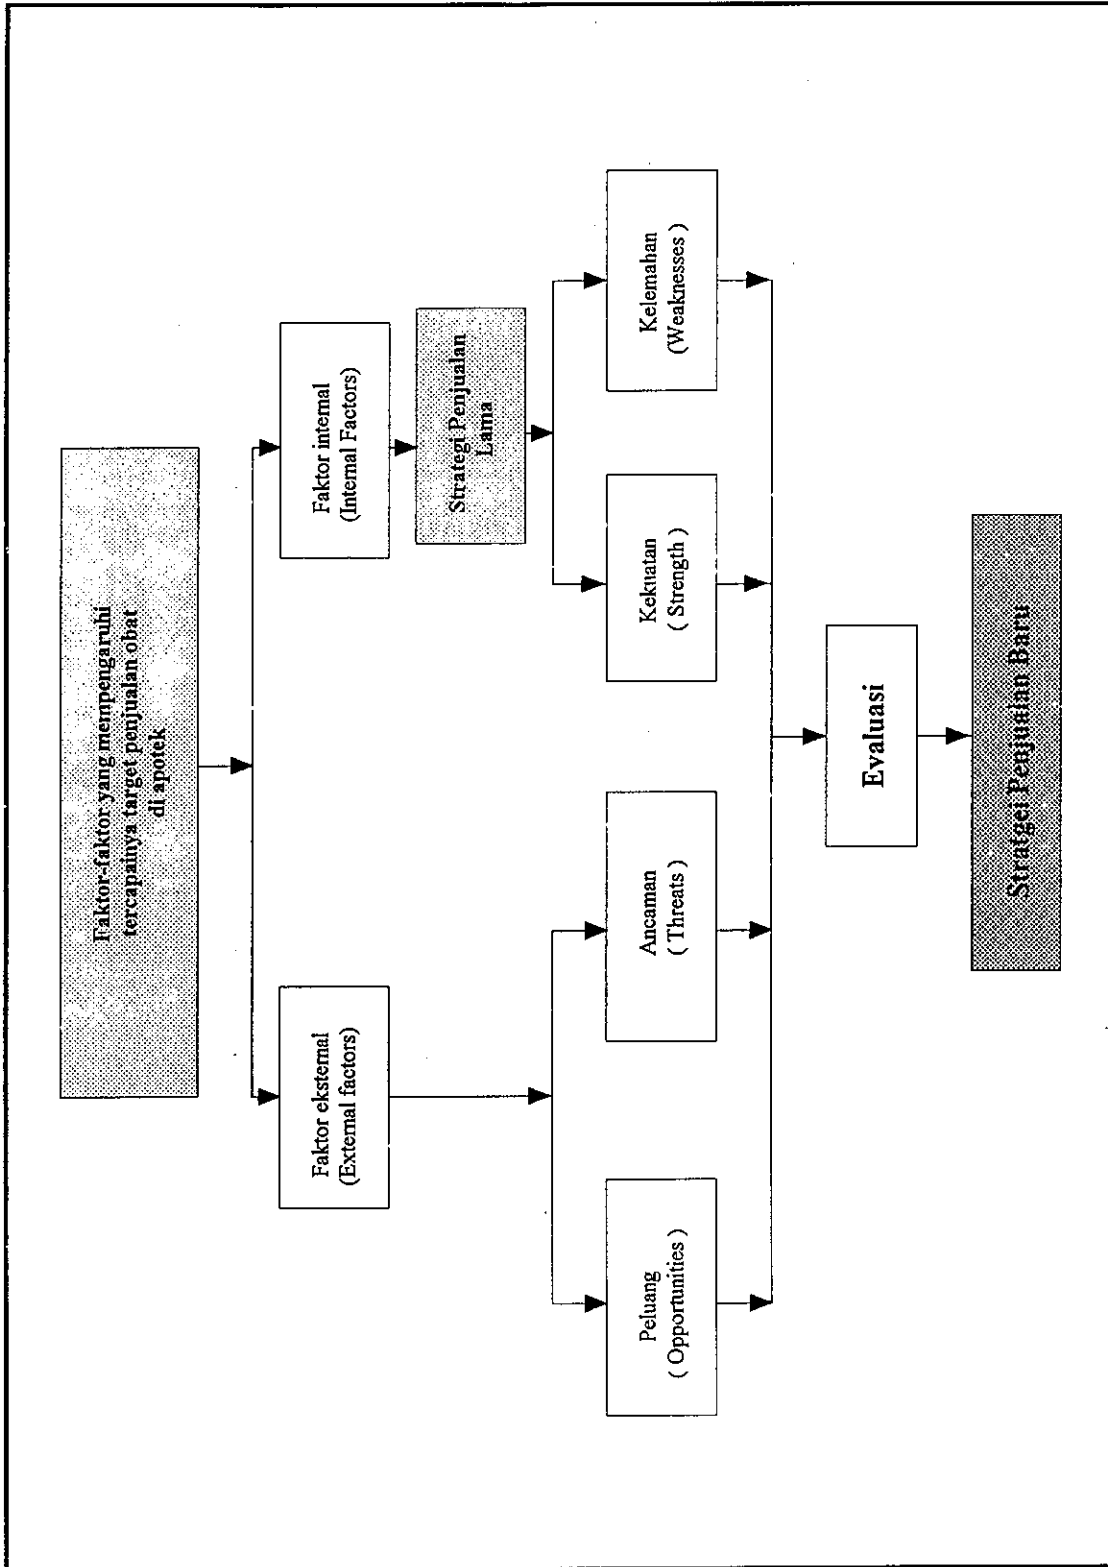 Faktor-faktor yang mempengaruhi
tercapainya target penjualan obat
di apotek
Faktor eksternal
(External factors)
Faktor internal
(Internal Factors)
Strategi Penjualan
Lama
Peluang
( Opportunities )
Ancaman
( Threats )
Kekuatan
( Strength )
Kelemahan
(Weaknesses )
Evaluasi
Stratgei Penjualan Baru